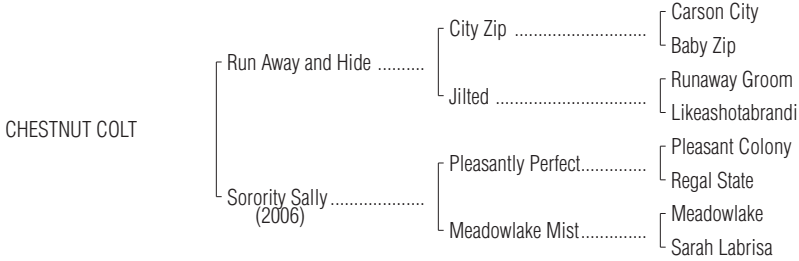 Carson City
City Zip ..............................
Baby Zip
Run Away and Hide ..........
Runaway Groom
Jilted ..................................
Likeashotabrandi
CHESTNUT COLT
Pleasant Colony
Pleasantly Perfect...............
Regal State
Sorority Sally.....................
(2006)
Meadowlake
Meadowlake Mist...............
Sarah Labrisa